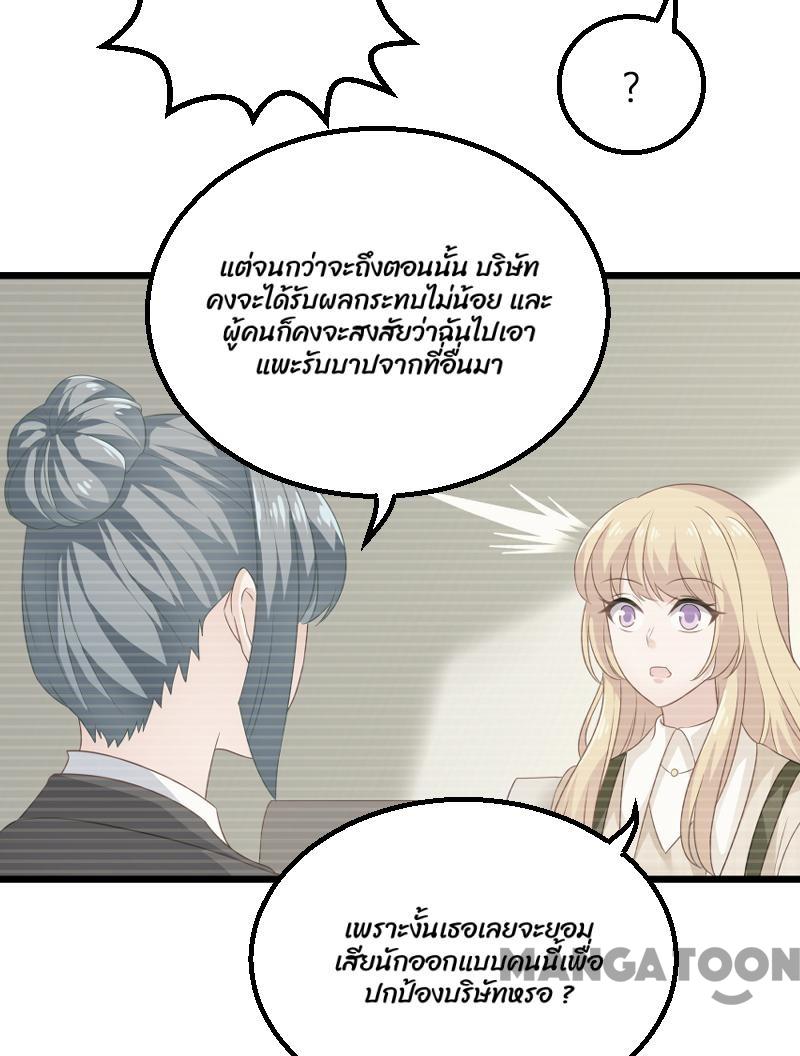 ?
แต่จนกว่าจะถึงตอนนั้น บริษัท
คงจะได้รับผลกระทบไม่น้อย และ
ผู้คนก็คงจะสงสัยว่าฉันไปเอา
แพะรับบาปจากที่อื่นมา
เพราะงั้นเธอเลยจะยอม
เสียนักออกแบบคนนี้เพื่อ
ปกป้องบริษัทหรอ ?
MANGATOON